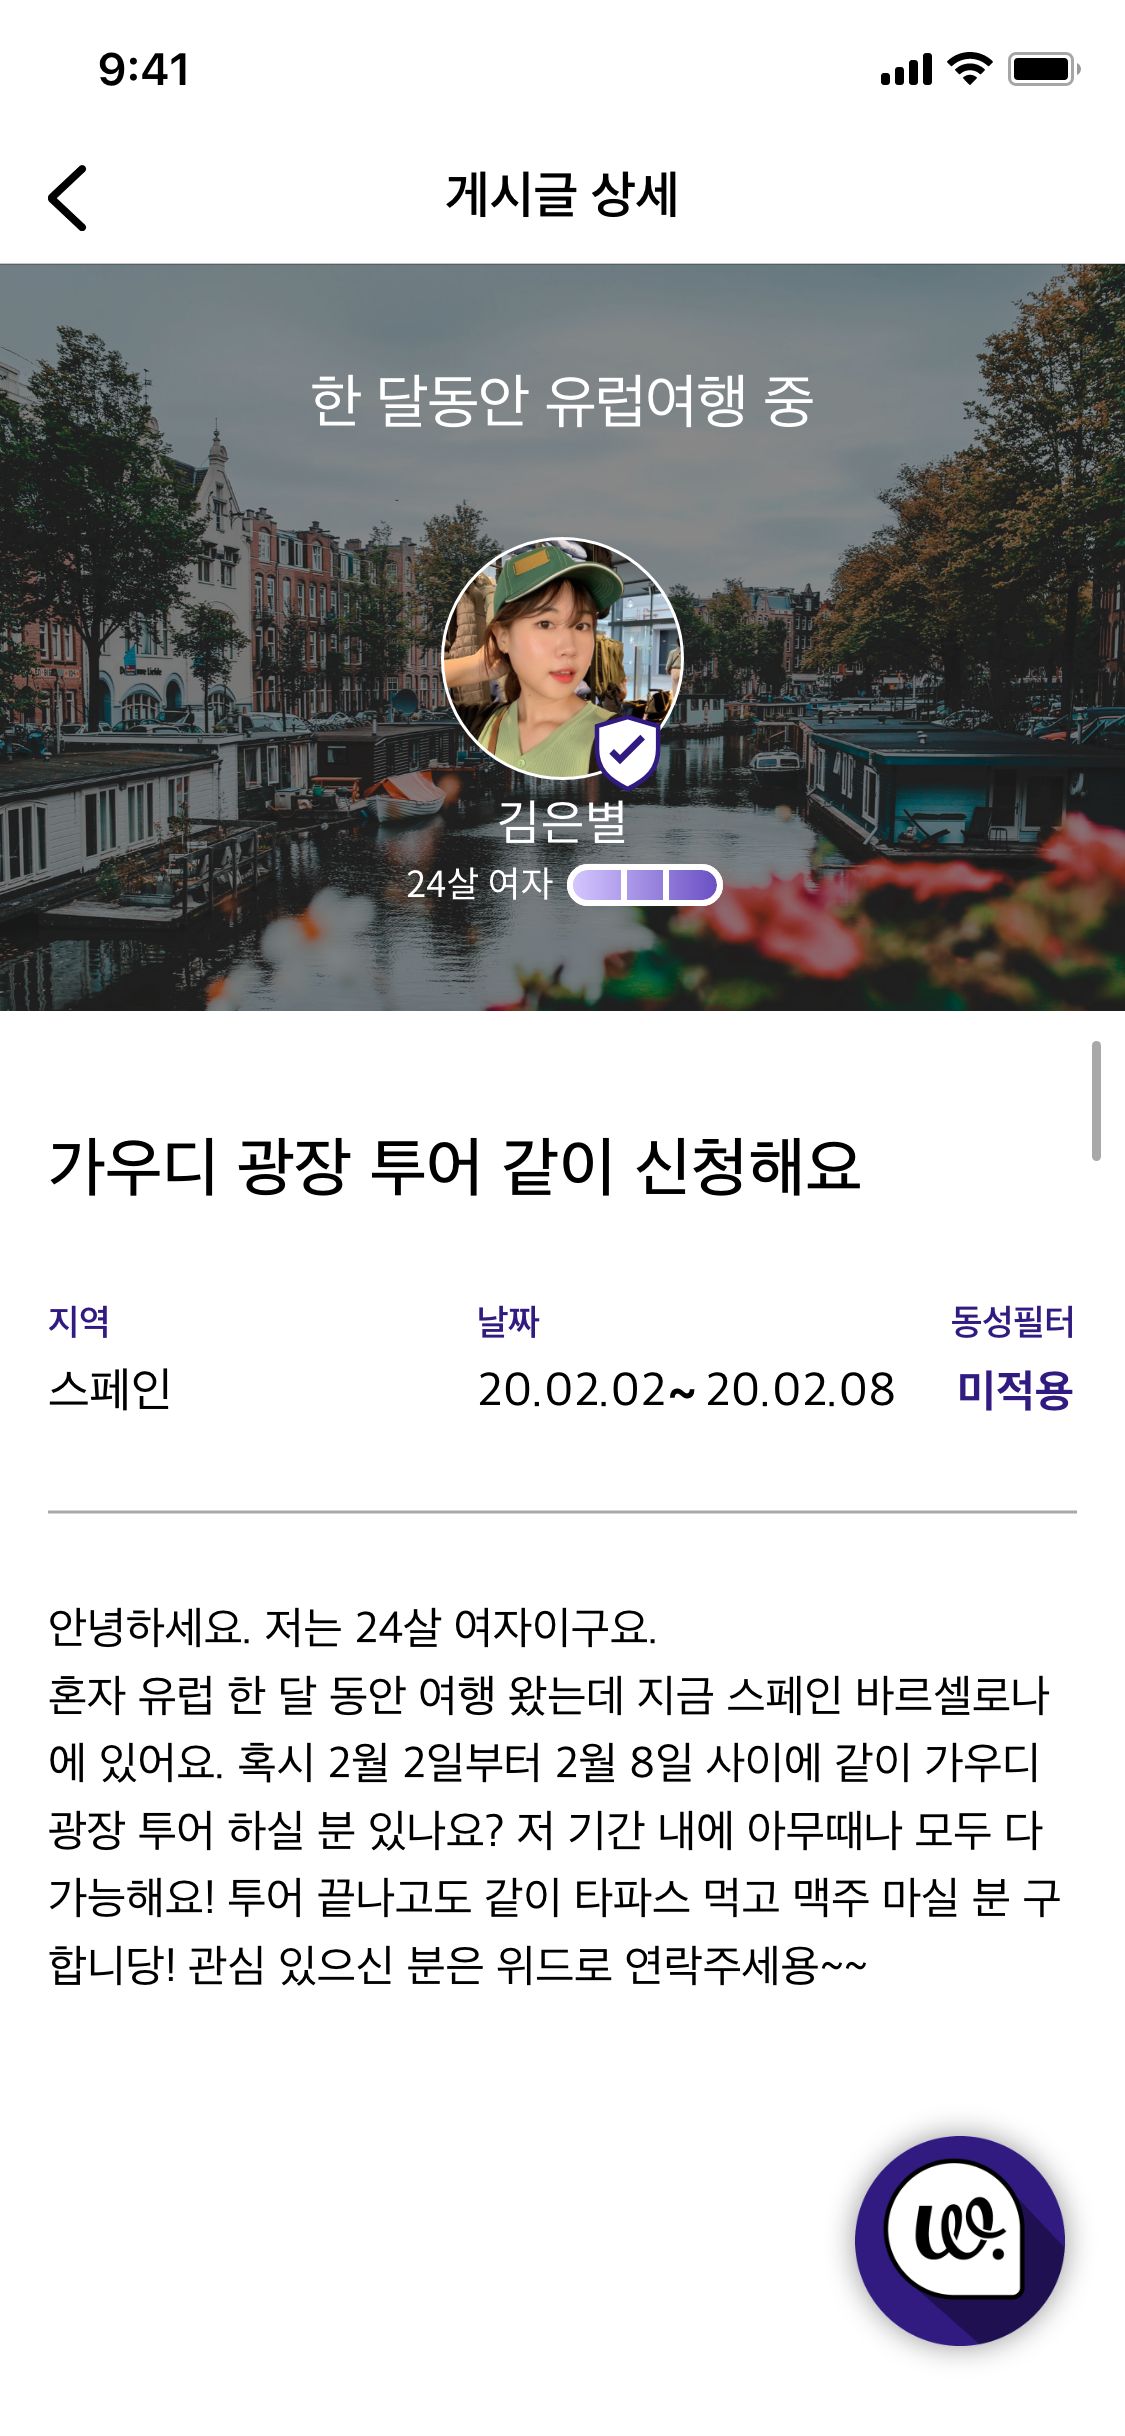 9:41
게시글 상세
한 달동안 유럽여행 중
김은별
24살 여자
가우디 광장 투어 같이 신청해요
지역 날짜 동성필터
스페인 20.02.02~ 20.02.08 미적용
안녕하세요. 저는 24살 여자이구요.
혼자 유럽 한 달 동안 여행 왔는데 지금 스페인 바르셀로나
에 있어요. 혹시 2월 2일부터 2월 8일 사이에 같이 가우디
광장 투어 하실 분 있나요? 저 기간 내에 아무때나 모두 다
가능해요! 투어 끝나고도 같이 타파스 먹고 맥주 마실 분 구
합니당! 관심 있으신 분은 위드로 연락주세용~~
w.